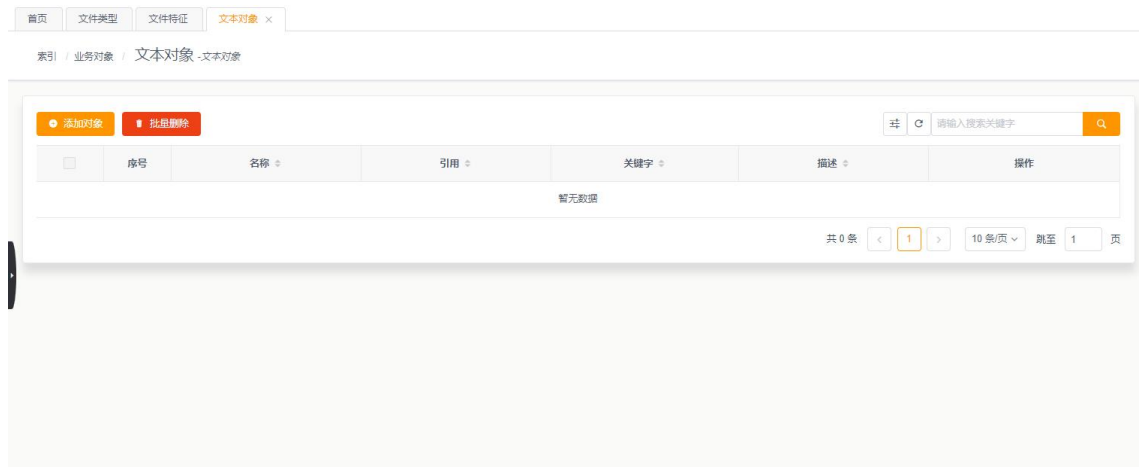 首页 文件类型 文件特征 文本对象 ×
索引 / 业务对象 / 文本对象 -文本对象
添加对象 批量删除 请输入搜索关键字
序号 名称 引用 关键字 描述 操作
暂无数据
共 0 条 < 1 > 10 条/页 跳至 1 页